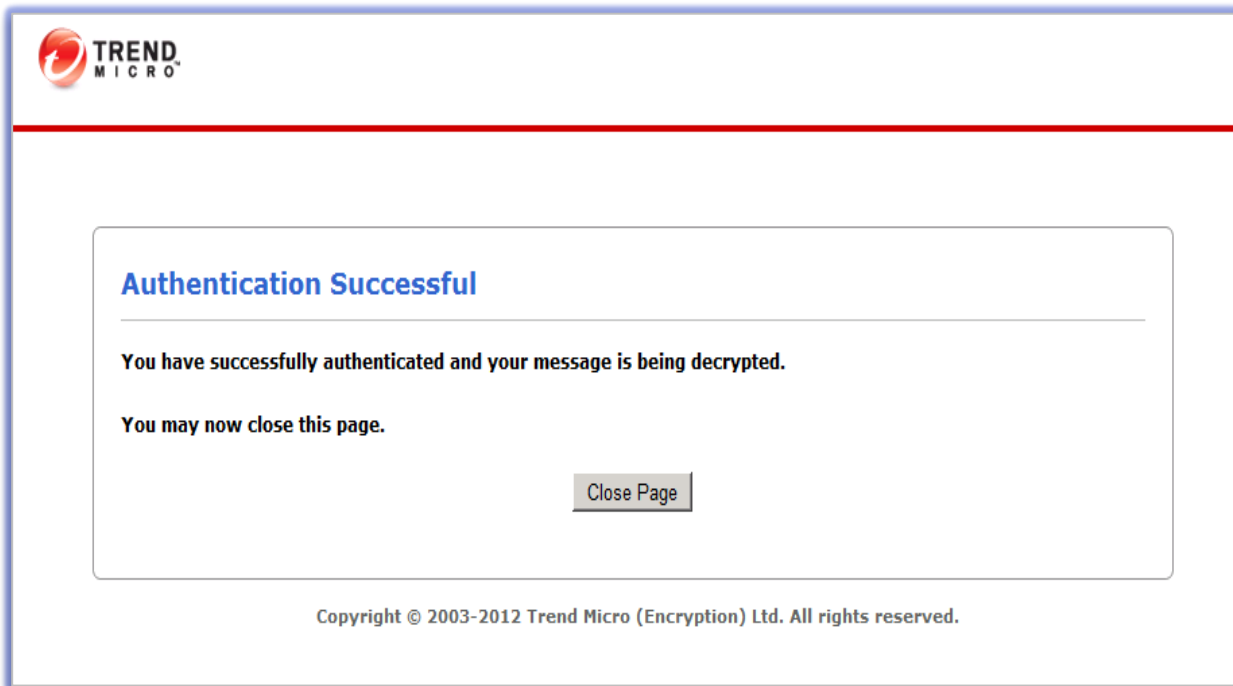 TREND
MICRO™
Authentication Successful
You have successfully authenticated and your message is being decrypted.
You may now close this page.
Close Page
Copyright © 2003-2012 Trend Micro (Encryption) Ltd. All rights reserved.